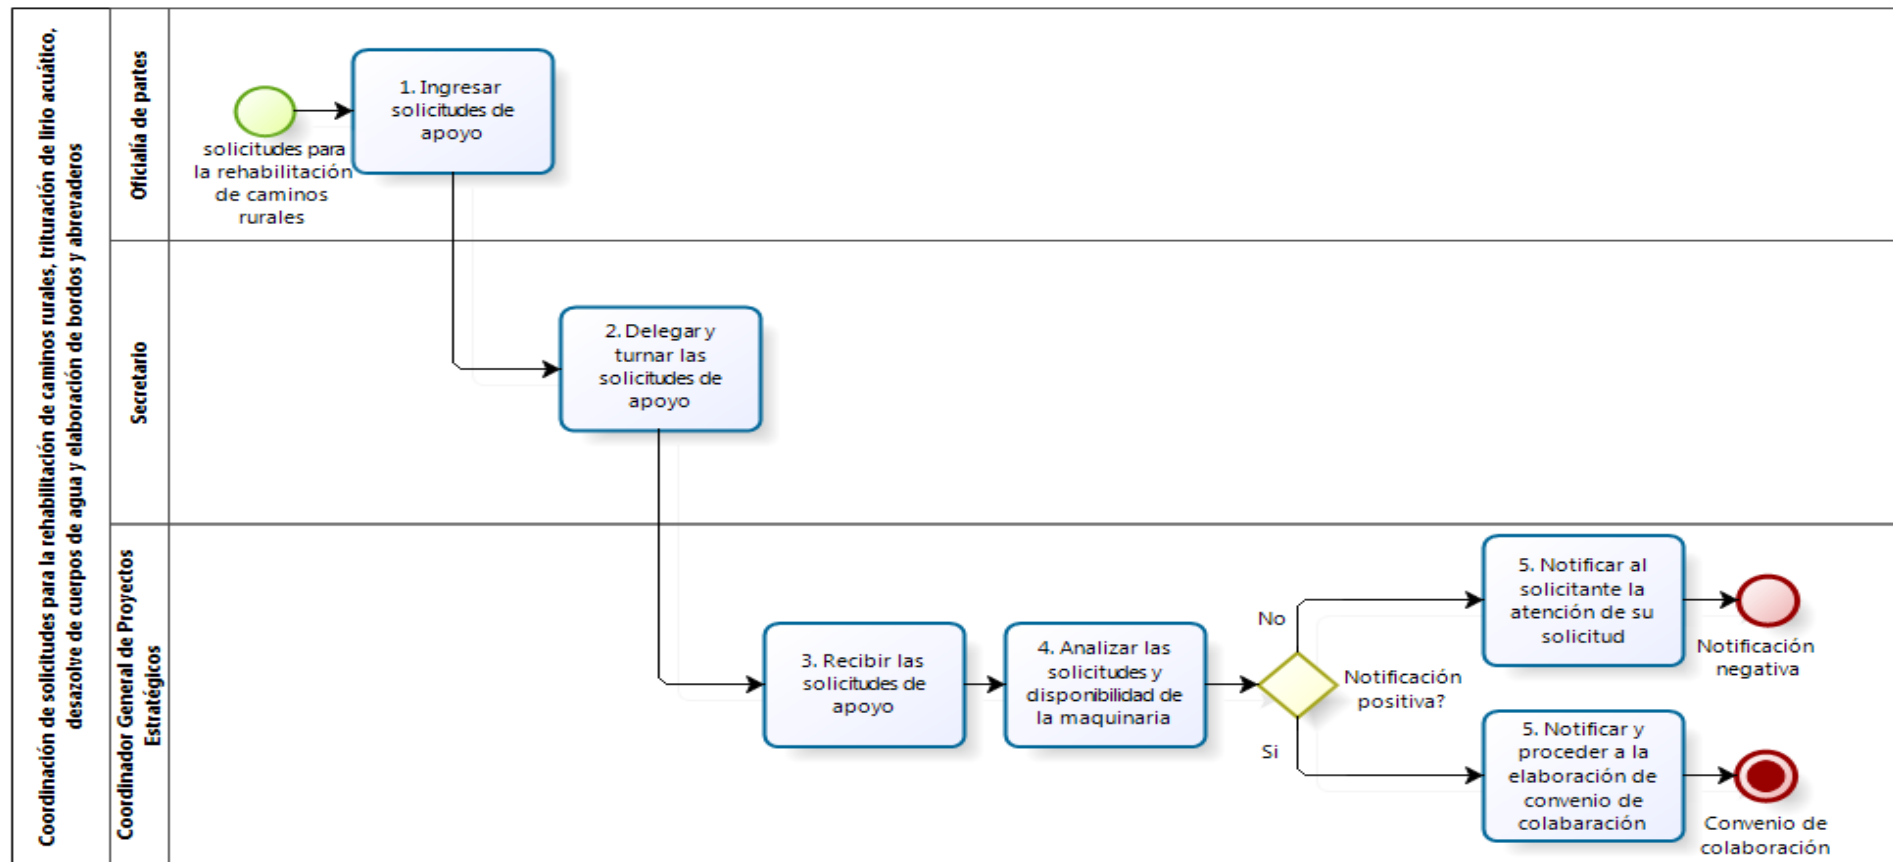 Coordinación de solicitudes para la rehabilitación de caminos rurales, trituración de lirio acuático,
desazolve de cuerpos de agua y elaboración de bordos y abrevaderos
Oficialía de partes
solicitudes para
la rehabilitación
de caminos
rurales
1. Ingresar
solicitudes de
apoyo
Secretario
2. Delegar y
turnar las
solicitudes de
apoyo
Coordinador General de Proyectos
Estratégicos
3. Recibir las
solicitudes de
apoyo
4. Analizar las
solicitudes y
disponibilidad de
la maquinaria
Notificación
positiva?
No
5. Notificar al
solicitante la
atención de su
solicitud
Notificación
negativa
Si
5. Notificar y
proceder a la
elaboración de
convenio de
colabaración
Convenio de
colaboración